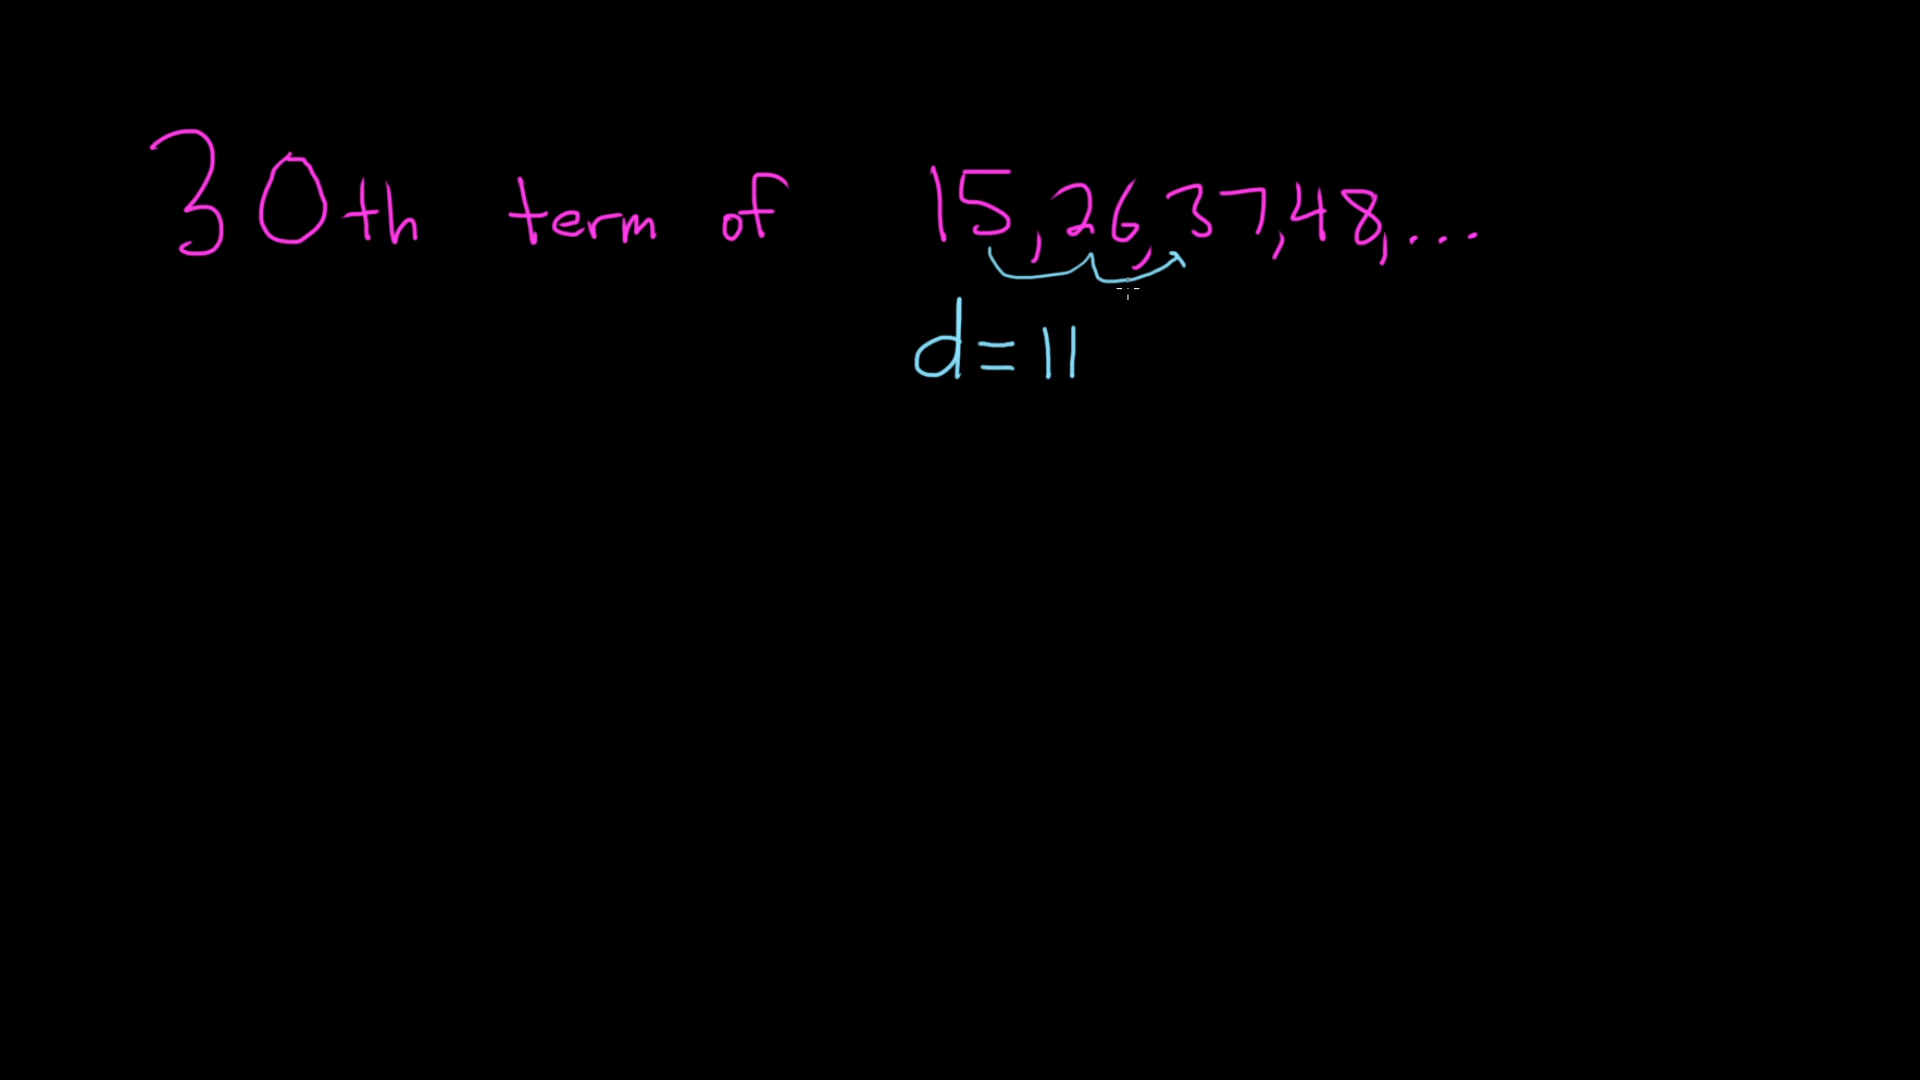 30th term of 15, 26, 37, 48, ...
d = 11